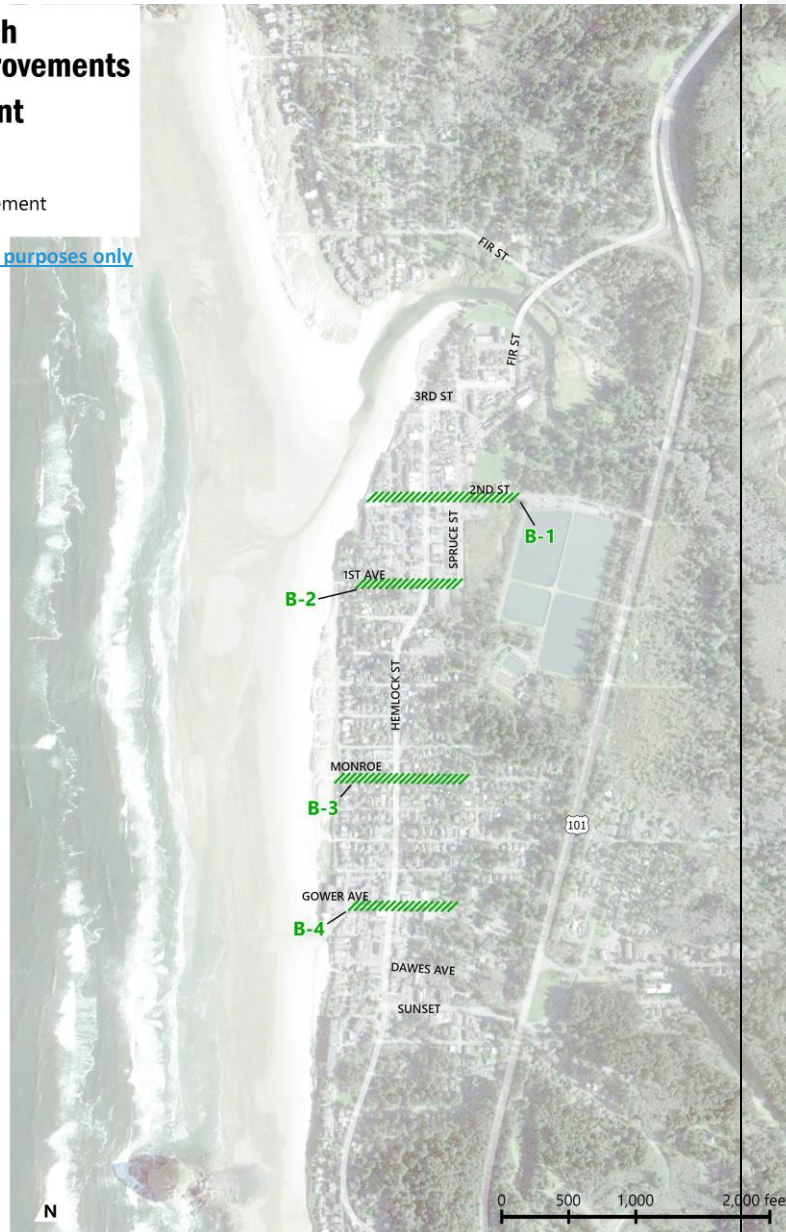 h
rovements
nt
ement
purposes only
FIR ST
FIR ST
3RD ST
2ND ST
B-1
SPRUCE ST
1ST AVE
B-2
HEMLOCK ST
MONROE
B-3
101
GOWER AVE
B-4
DAWES AVE
SUNSET
N
0 500 1,000 2,000 fee